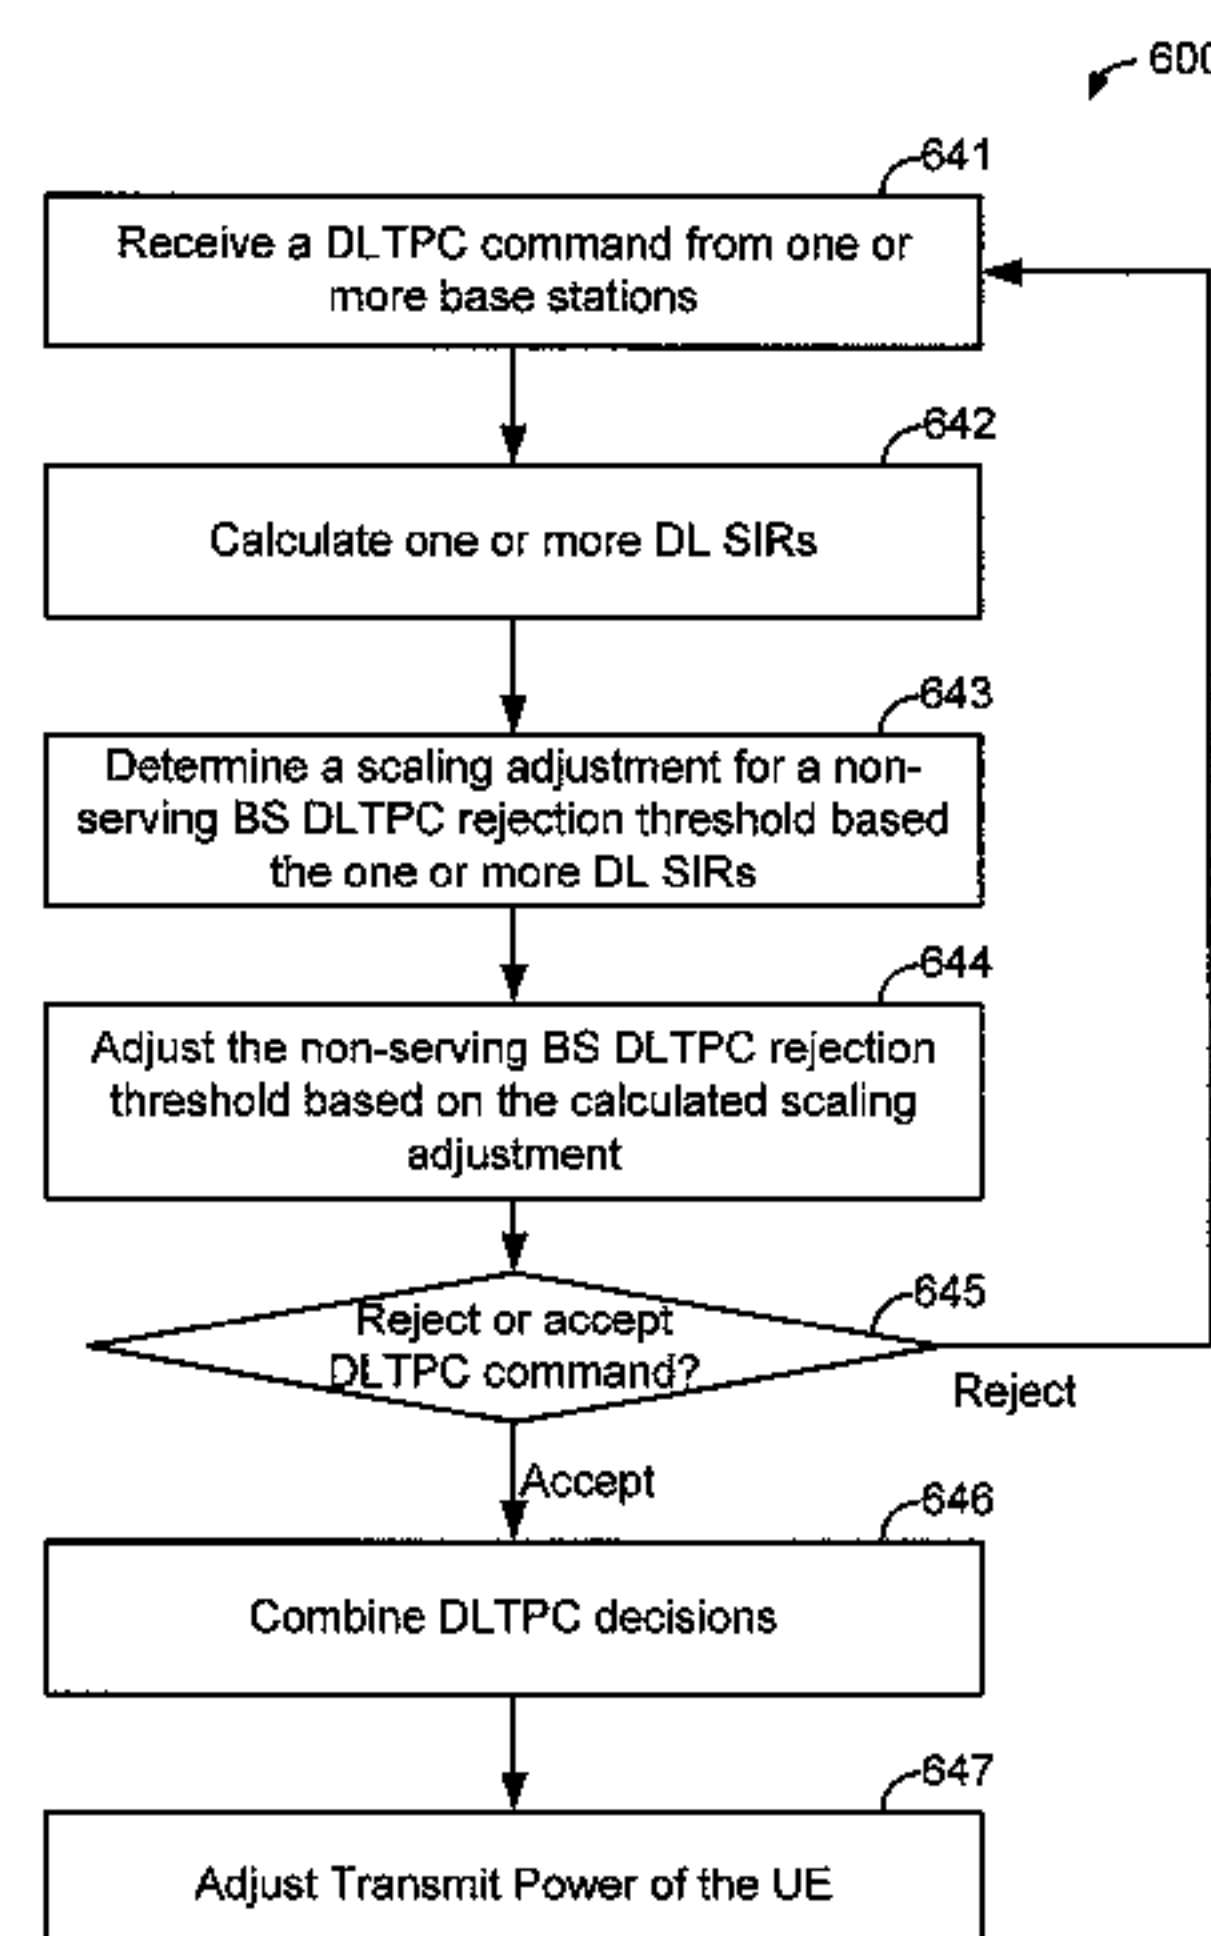 600
641
Receive a DLTPC command from one or
more base stations
642
Calculate one or more DL SIRs
643
Determine a scaling adjustment for a non-
serving BS DLTPC rejection threshold based
the one or more DL SIRs
644
Adjust the non-serving BS DLTPC rejection
threshold based on the calculated scaling
adjustment
645
Reject or accept
DLTPC command?
Reject
Accept
646
Combine DLTPC decisions
647
Adjust Transmit Power of the UE